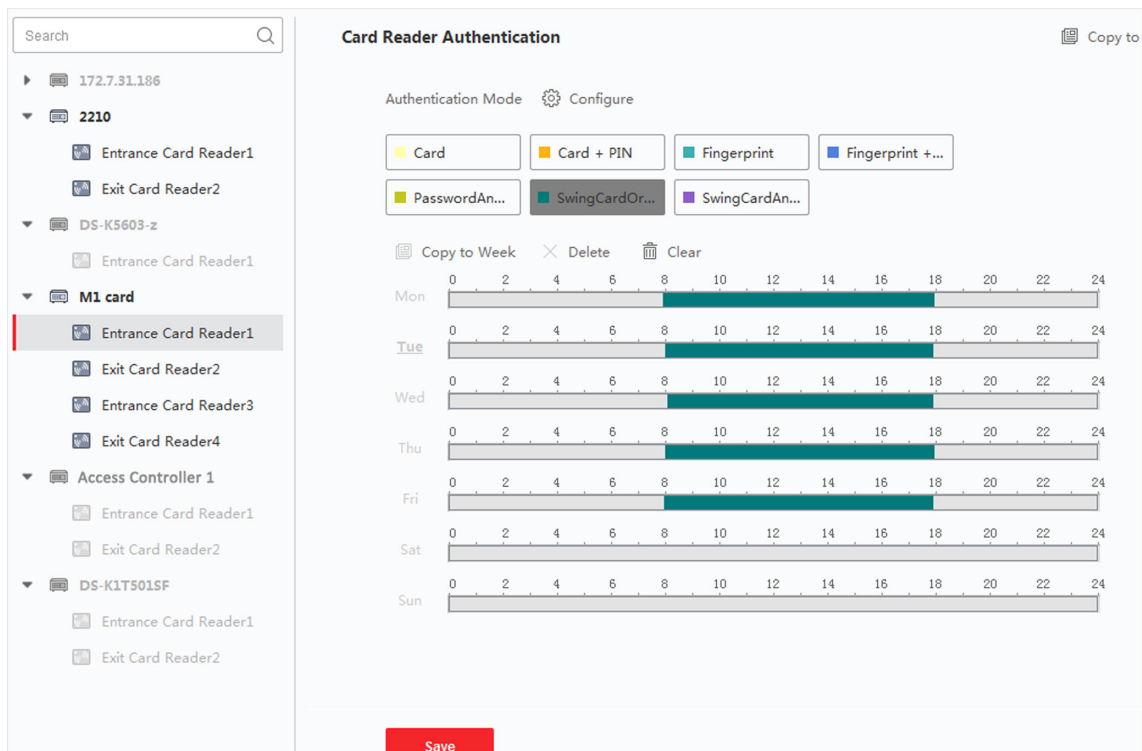 Search
172.7.31.186
2210
Entrance Card Reader1
Exit Card Reader2
DS-K5603-z
Entrance Card Reader1
M1 card
Entrance Card Reader1
Exit Card Reader2
Entrance Card Reader3
Exit Card Reader4
Access Controller 1
Entrance Card Reader1
Exit Card Reader2
DS-K1T501SF
Entrance Card Reader1
Exit Card Reader2
Card Reader Authentication
Copy to
Authentication Mode Configure
Card Card + PIN Fingerprint Fingerprint +...
PasswordAn... SwingCardOr... SwingCardAn...
Copy to Week Delete Clear
0 2 4 6 8 10 12 14 16 18 20 22 24
Mon
0 2 4 6 8 10 12 14 16 18 20 22 24
Tue
0 2 4 6 8 10 12 14 16 18 20 22 24
Wed
0 2 4 6 8 10 12 14 16 18 20 22 24
Thu
0 2 4 6 8 10 12 14 16 18 20 22 24
Fri
0 2 4 6 8 10 12 14 16 18 20 22 24
Sat
0 2 4 6 8 10 12 14 16 18 20 22 24
Sun
Save